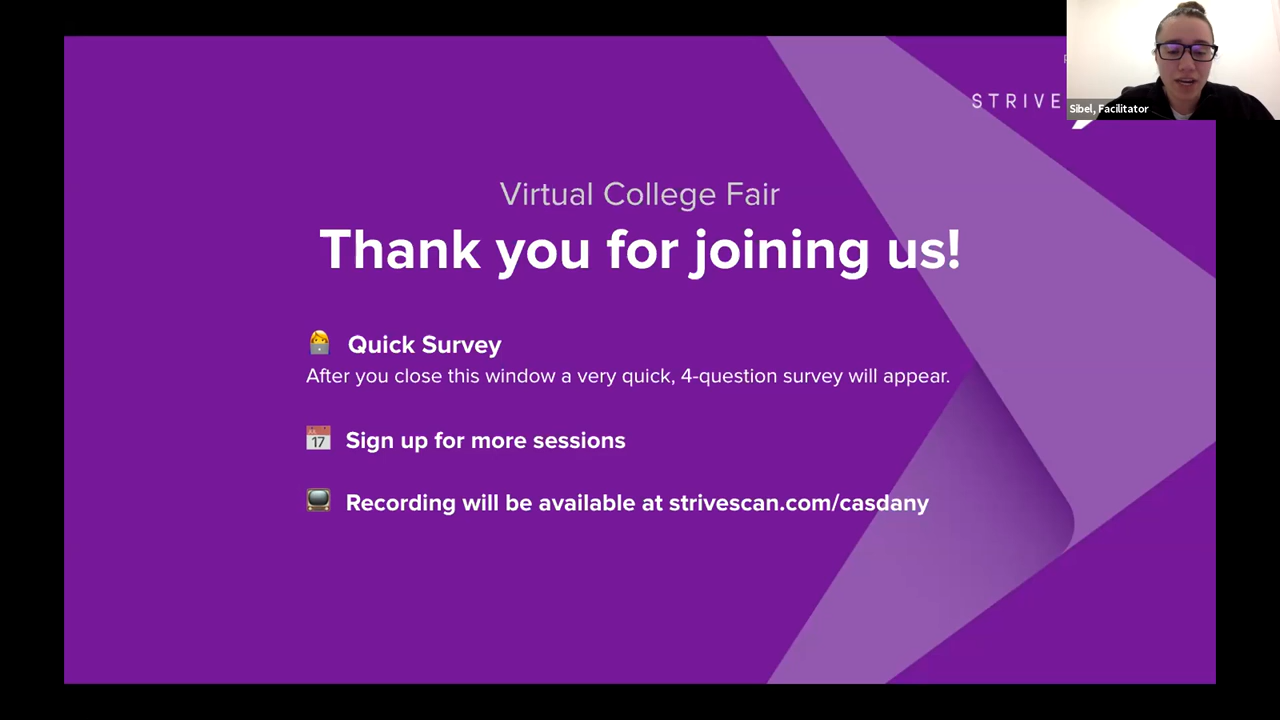 STRIVE
Sibel, Facilitator
Virtual College Fair
Thank you for joining us!
Quick Survey
After you close this window a very quick, 4-question survey will appear.
17
Sign up for more sessions
Recording will be available at strivescan.com/casdany